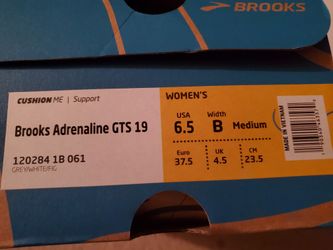 BROOKS
CUSHION ME | Support
Brooks Adrenaline GTS 19
120284 1B 061
GREY/WHITE/FIG
WOMEN'S
USA Width
6.5 B Medium
Euro UK CM
37.5 4.5 23.5
MADE IN VIETNAM